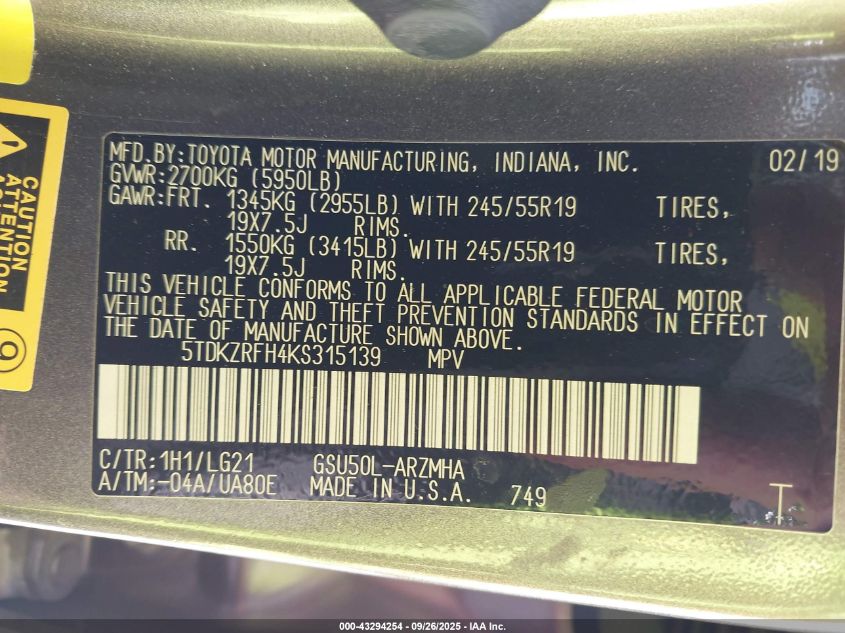 MFD.BY:TOYOTA MOTOR MANUFACTURING, INDIANA, INC. 02/19
GVWR:2700KG (5950LB)
GAWR:FRT. 1345KG (2955LB) WITH 245/55R19 TIRES,
19X7.5J RIMS.
RR. 1550KG (3415LB) WITH 245/55R19 TIRES,
19X7.5J RIMS.
THIS VEHICLE CONFORMS TO ALL APPLICABLE FEDERAL MOTOR
VEHICLE SAFETY AND THEFT PREVENTION STANDARDS IN EFFECT ON
THE DATE OF MANUFACTURE SHOWN ABOVE.
5TDKZRFH4KS315139 MPV
C/TR:1H1/LG21 GSU50L-ARZMHA
A/TM:-04A/UA80E MADE IN U.S.A. 749 T
CAUTION
ATTENTION
000-43294254 - 09/26/2025 - IAA Inc.